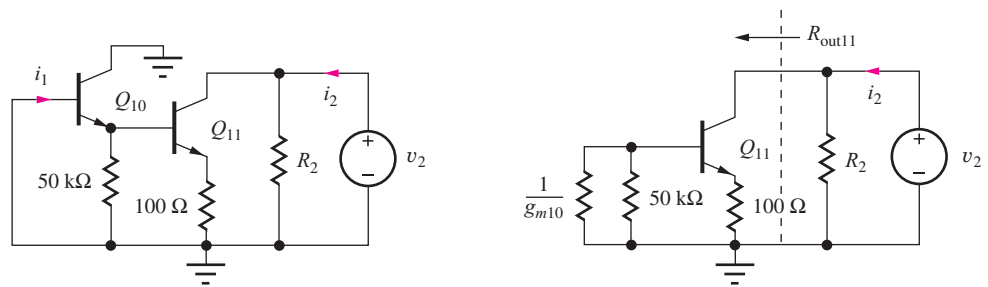 i1
Q10
Q11
i2
50 kΩ
100 Ω
R2
+
−
v2
Rout11
1
gm10
50 kΩ
Q11
100 Ω
R2
i2
+
−
v2